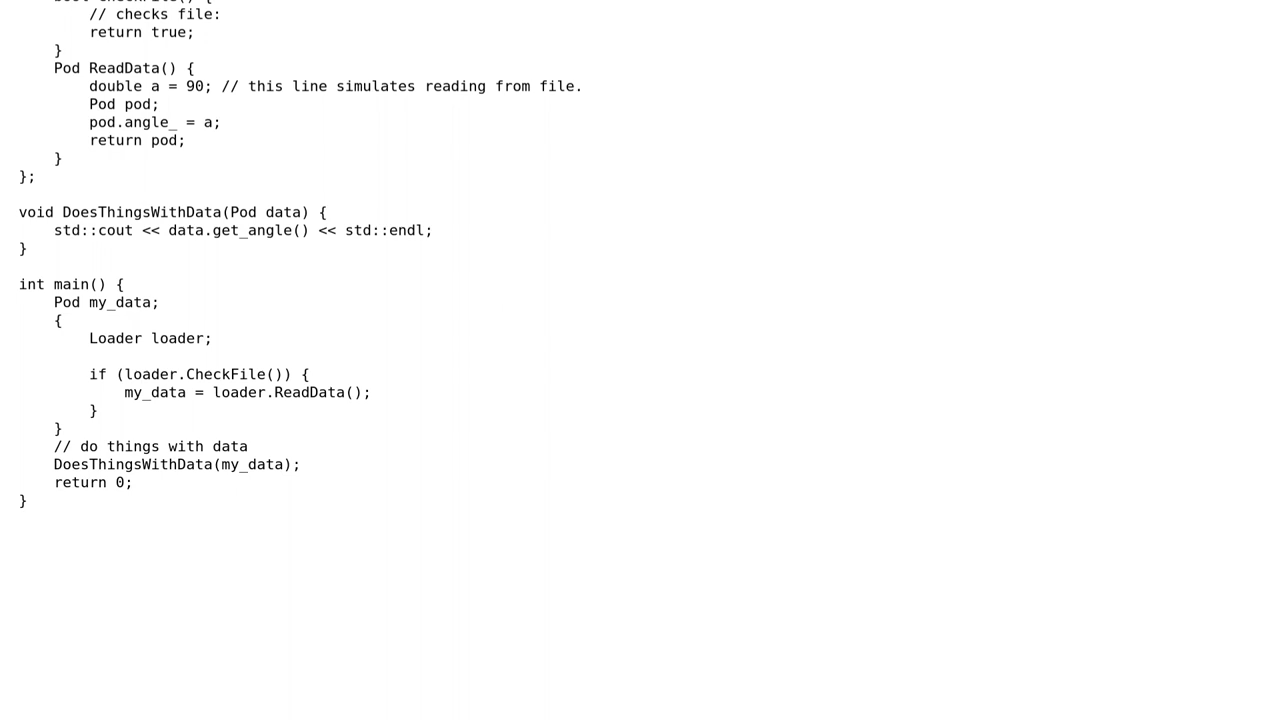 // checks file:
return true;
}
Pod ReadData() {
double a = 90; // this line simulates reading from file.
Pod pod;
pod.angle_ = a;
return pod;
}
};
void DoesThingsWithData(Pod data) {
std::cout << data.get_angle() << std::endl;
}
int main() {
Pod my_data;
{
Loader loader;
if (loader.CheckFile()) {
my_data = loader.ReadData();
}
}
// do things with data
DoesThingsWithData(my_data);
return 0;
}